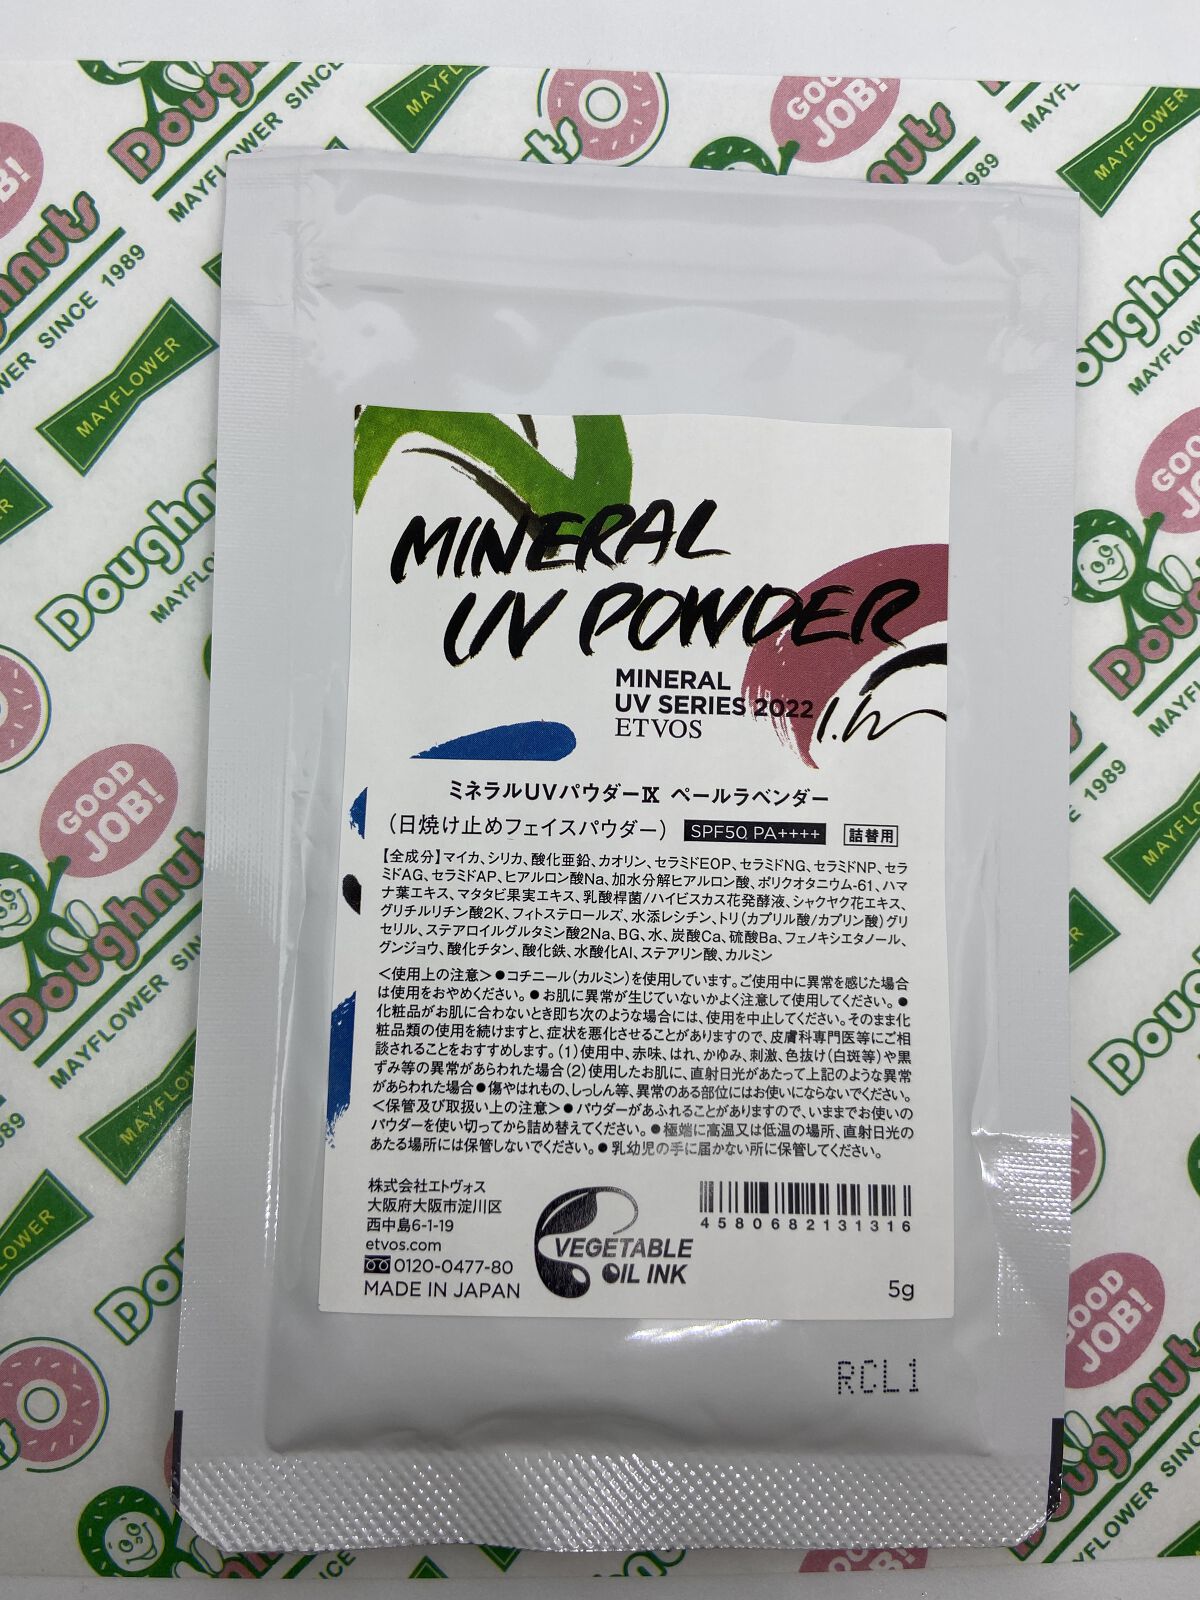 MINERAL
UV POWDER
MINERAL
UV SERIES 2022
ETVOS
ミネラルUVパウダーⅨ ペールラベンダー
(日焼け止めフェイスパウダー) SPF50 PA++++ 詰替用
【全成分】マイカ、シリカ、酸化亜鉛、カオリン、セラミドEOP、セラミドNG、セラミドNP、セラ
ミドAG、セラミドAP、ヒアルロン酸Na、加水分解ヒアルロン酸、ポリクオタニウム-61、ハマ
ナ葉エキス、マタタビ果実エキス、乳酸桿菌/ハイビスカス花発酵液、シャクヤク花エキス、
グリチルリチン酸2K、フィトステロールズ、水添レシチン、トリ(カプリル酸/カプリン酸)グリ
セリル、ステアロイルグルタミン酸2Na、BG、水、炭酸Ca、硫酸Ba、フェノキシエタノール、
グンジョウ、酸化チタン、酸化鉄、水酸化Al、ステアリン酸、カルミン
＜使用上の注意＞●コチニール(カルミン)を使用しています。ご使用中に異常を感じた場合
は使用をおやめください。●お肌に異常が生じていないかよく注意して使用してください。●
化粧品がお肌に合わないとき即ち次のような場合には、使用を中止してください。そのまま化
粧品類の使用を続けますと、症状を悪化させることがありますので、皮膚科専門医等にご相
談されることをおすすめします。(1)使用中、赤味、はれ、かゆみ、刺激、色抜け(白斑等)や黒
ずみ等の異常があらわれた場合(2)使用したお肌に、直射日光があたって上記のような異常
があらわれた場合●傷やはれもの、しっしん等、異常のある部位にはお使いにならないでください。
＜保管及び取扱い上の注意＞●パウダーがあふれることがありますので、いままでお使いの
パウダーを使い切ってから詰め替えてください。●極端に高温又は低温の場所、直射日光の
あたる場所には保管しないでください。●乳幼児の手に届かない所に保管してください。
株式会社エトヴォス
大阪府大阪市淀川区
西中島6-1-19
etvos.com
0120-0477-80
MADE IN JAPAN
VEGETABLE
OIL INK
4580682131316
5g
RCL1
Doughnuts
MAYFLOWER SINCE 1989
MAYFLOWER
GOOD
JOB!